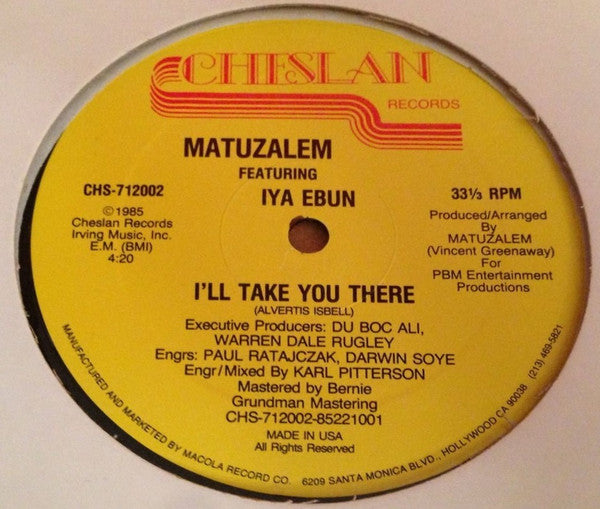 CHESLAN
RECORDS
MATUZALEM
FEATURING
IYA EBUN
CHS-712002
©1985
Cheslan Records
Irving Music, Inc.
E.M. (BMI)
4:20
33⅓ RPM
Produced/Arranged
By
MATUZALEM
(Vincent Greenaway)
For
PBM Entertainment
Productions
I'LL TAKE YOU THERE
(ALVERTIS ISBELL)
Executive Producers: DU BOC ALI,
WARREN DALE RUGLEY
Engrs: PAUL RATAJCZAK, DARWIN SOYE
Engr/Mixed By KARL PITTERSON
Mastered by Bernie
Grundman Mastering
CHS-712002-85221001
MADE IN USA
All Rights Reserved
MANUFACTURED AND MARKETED BY MACOLA RECORD CO. 6209 SANTA MONICA BLVD., HOLLYWOOD CA 90038 (213) 469-5821